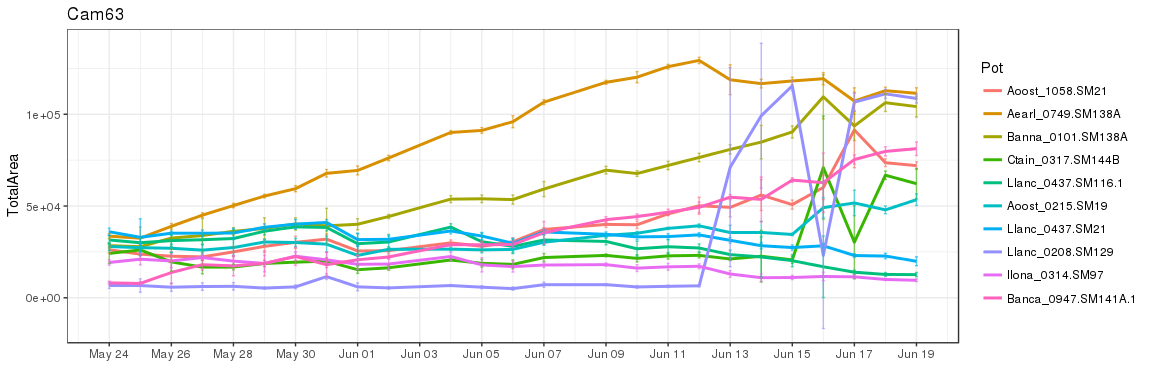 Cam63
TotalArea
1e+05
5e+04
0e+00
May 24 May 26 May 28 May 30 Jun 01 Jun 03 Jun 05 Jun 07 Jun 09 Jun 11 Jun 13 Jun 15 Jun 17 Jun 19
Pot
Aoost_1058.SM21
Aearl_0749.SM138A
Banna_0101.SM138A
Ctain_0317.SM144B
Llanc_0437.SM116.1
Aoost_0215.SM19
Llanc_0437.SM21
Llanc_0208.SM129
Ilona_0314.SM97
Banca_0947.SM141A.1